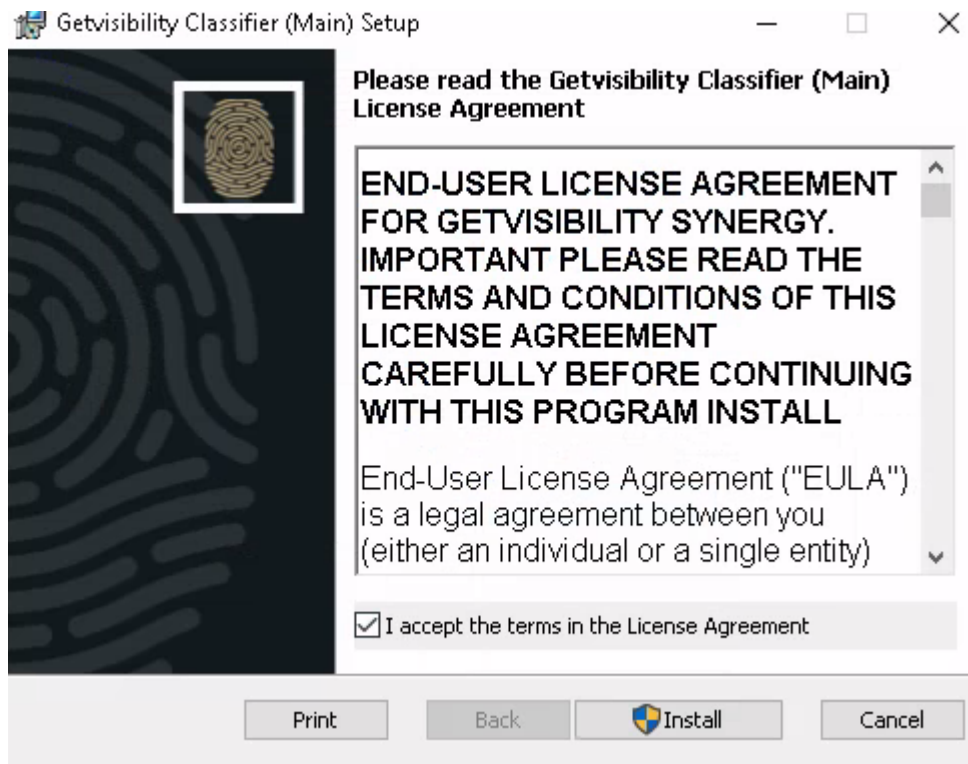 Getvisibility Classifier (Main) Setup
Please read the Getvisibility Classifier (Main)
License Agreement
END-USER LICENSE AGREEMENT
FOR GETVISIBILITY SYNERGY.
IMPORTANT PLEASE READ THE
TERMS AND CONDITIONS OF THIS
LICENSE AGREEMENT
CAREFULLY BEFORE CONTINUING
WITH THIS PROGRAM INSTALL
End-User License Agreement ("EULA")
is a legal agreement between you
(either an individual or a single entity)
I accept the terms in the License Agreement
Print
Back
Install
Cancel